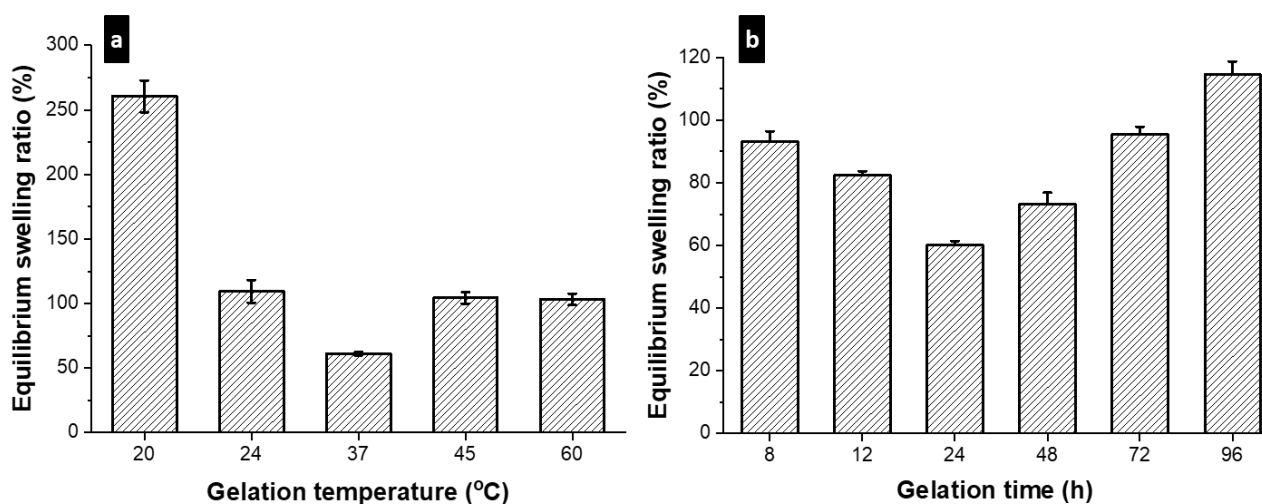 a
Equilibrium swelling ratio (%)
300
250
200
150
100
50
0
20 24 37 45 60
Gelation temperature (°C)
b
Equilibrium swelling ratio (%)
120
100
80
60
40
20
0
8 12 24 48 72 96
Gelation time (h)